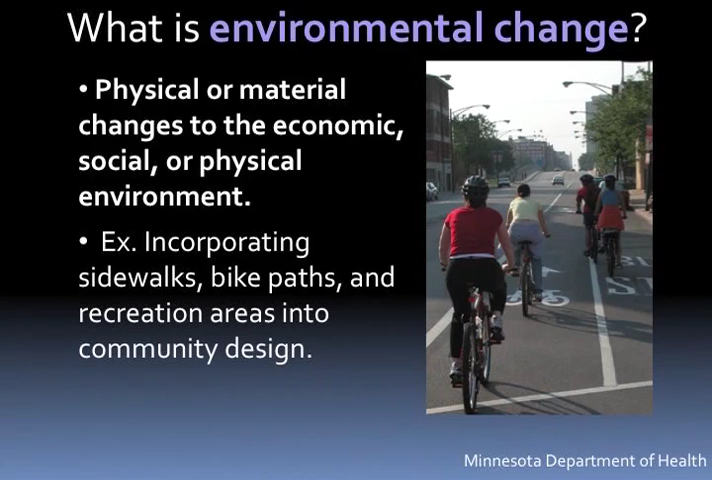 What is environmental change?
• Physical or material
changes to the economic,
social, or physical
environment.
• Ex. Incorporating
sidewalks, bike paths, and
recreation areas into
community design.
Minnesota Department of Health